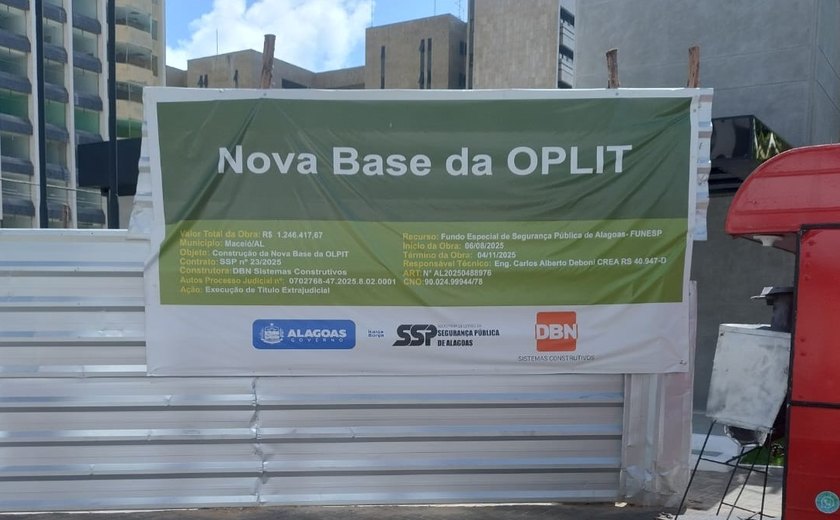 Nova Base da OPLIT
Valor Total da Obra: R$ 1.246.417,67
Município: Maceió/AL
Objeto: Construção da Nova Base da OLPIT
Contrato: SSP nº 23/2025
Construtora: DBN Sistemas Construtivos
Autos Processo Judicial nº: 0702768-47.2025.8.02.0001
Ação: Execução de Título Extrajudicial
Recurso: Fundo Especial de Segurança Pública de Alagoas- FUNESP
Início da Obra: 06/08/2025
Término da Obra: 04/11/2025
Responsável Técnico: Eng. Carlos Alberto Deboni CREA RS 40.947-D
ART: N° AL20250488976
CNO: 90.024.99944/78
ALAGOAS
GOVERNO
SSP
SEGURANÇA PÚBLICA
DE ALAGOAS
DBN
SISTEMAS CONSTRUTIVOS